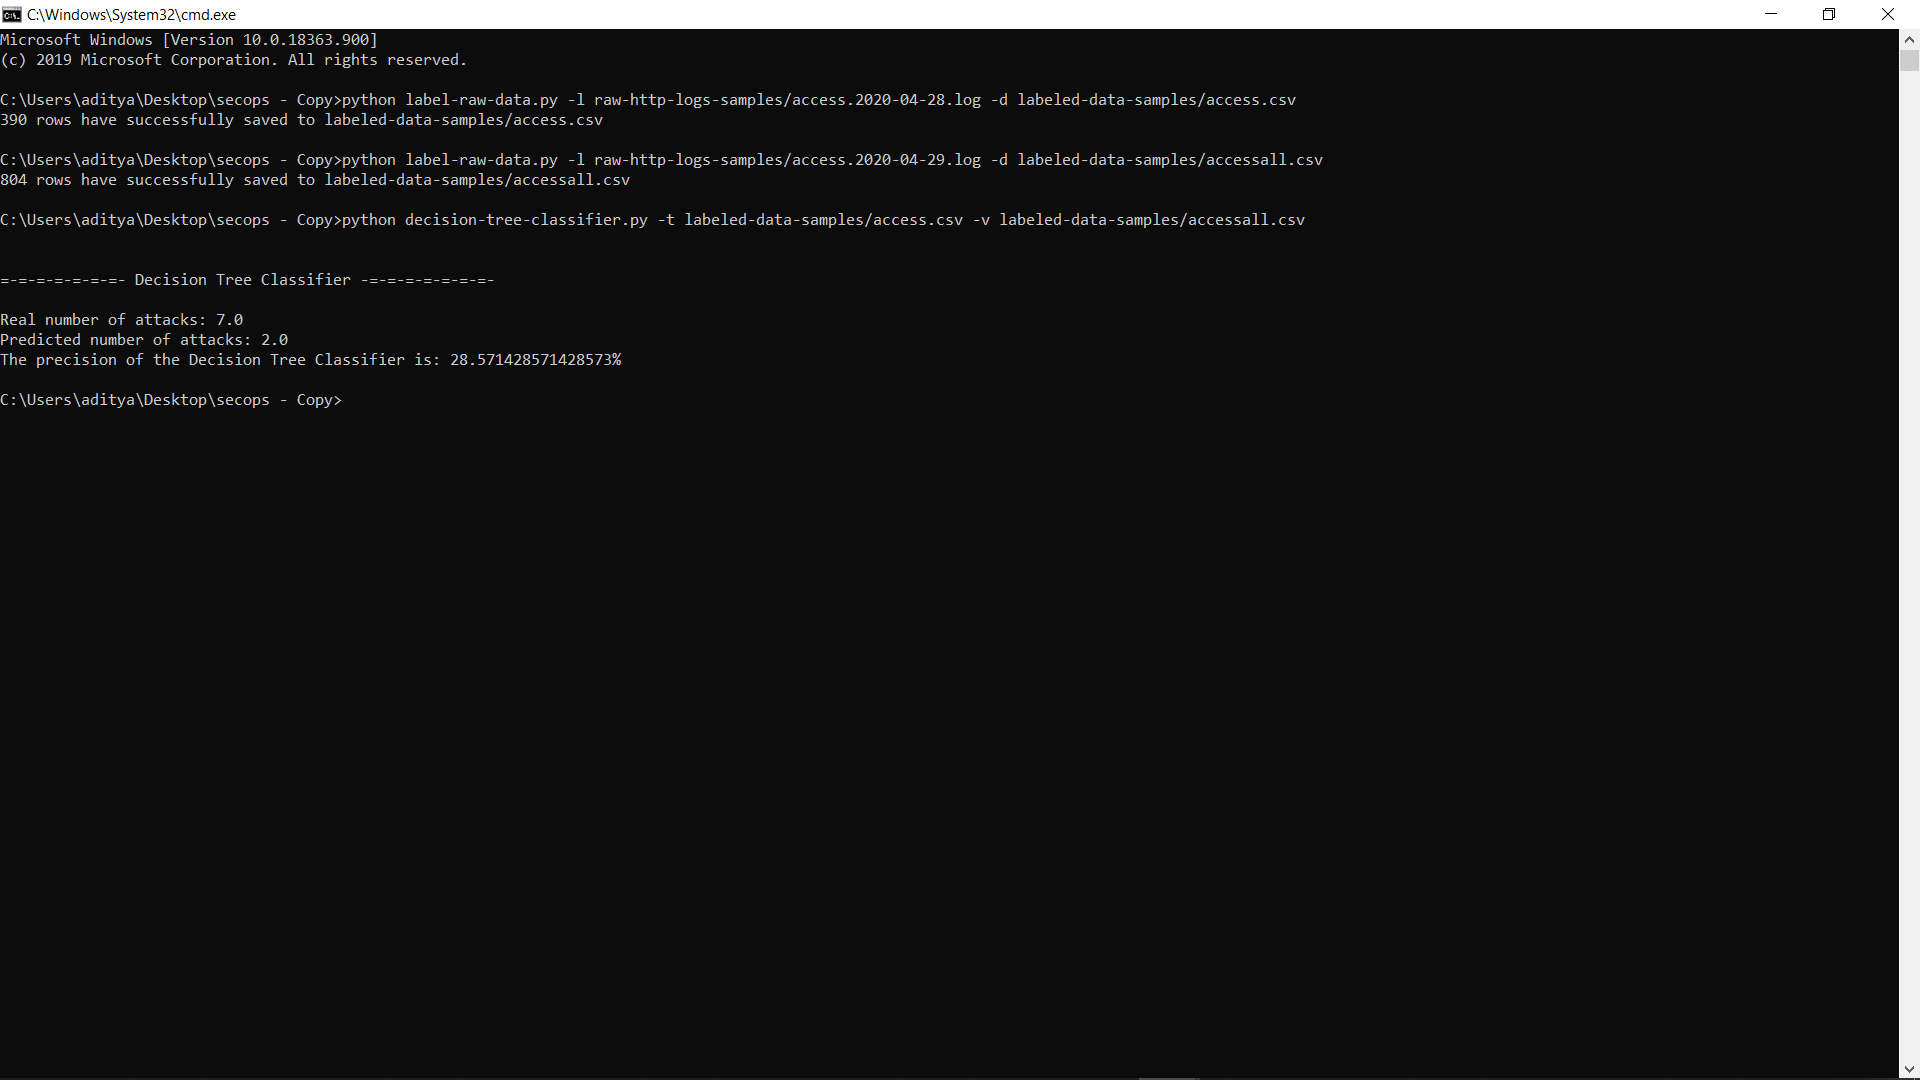 C:\Windows\System32\cmd.exe
Microsoft Windows [Version 10.0.18363.900]
(c) 2019 Microsoft Corporation. All rights reserved.
C:\Users\aditya\Desktop\secops - Copy>python label-raw-data.py -l raw-http-logs-samples/access.2020-04-28.log -d labeled-data-samples/access.csv
390 rows have successfully saved to labeled-data-samples/access.csv
C:\Users\aditya\Desktop\secops - Copy>python label-raw-data.py -l raw-http-logs-samples/access.2020-04-29.log -d labeled-data-samples/accessall.csv
804 rows have successfully saved to labeled-data-samples/accessall.csv
C:\Users\aditya\Desktop\secops - Copy>python decision-tree-classifier.py -t labeled-data-samples/access.csv -v labeled-data-samples/accessall.csv
=-=-=-=-=-=-=- Decision Tree Classifier -=-=-=-=-=-=-=-
Real number of attacks: 7.0
Predicted number of attacks: 2.0
The precision of the Decision Tree Classifier is: 28.571428571428573%
C:\Users\aditya\Desktop\secops - Copy>